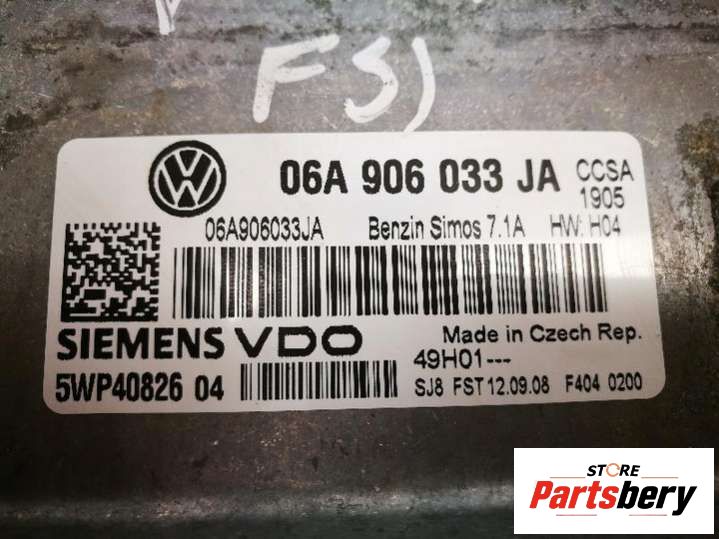 FSI
06A 906 033 JA CCSA
1905
06A906033JA Benzin Simos 7.1A HW: H04
SIEMENS VDO Made in Czech Rep.
49H01---
5WP40826 04 SJ8 FST 12.09.08 F404 0200
STORE
Partsbery